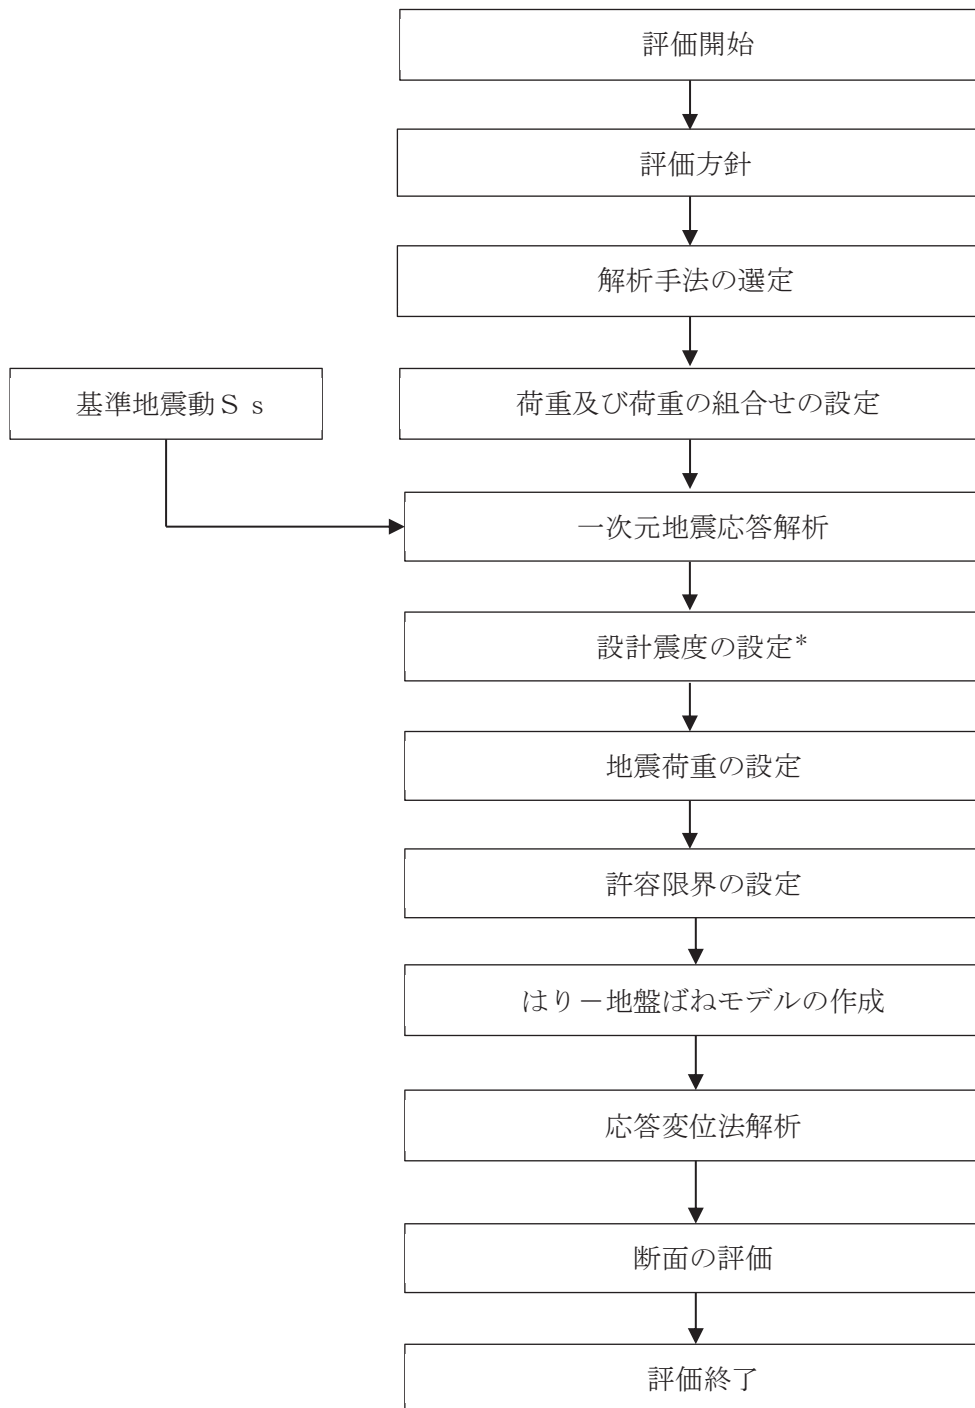 評価開始
評価方針
解析手法の選定
基準地震動Ｓｓ
荷重及び荷重の組合せの設定
一次元地震応答解析
設計震度の設定*
地震荷重の設定
許容限界の設定
はり－地盤ばねモデルの作成
応答変位法解析
断面の評価
評価終了